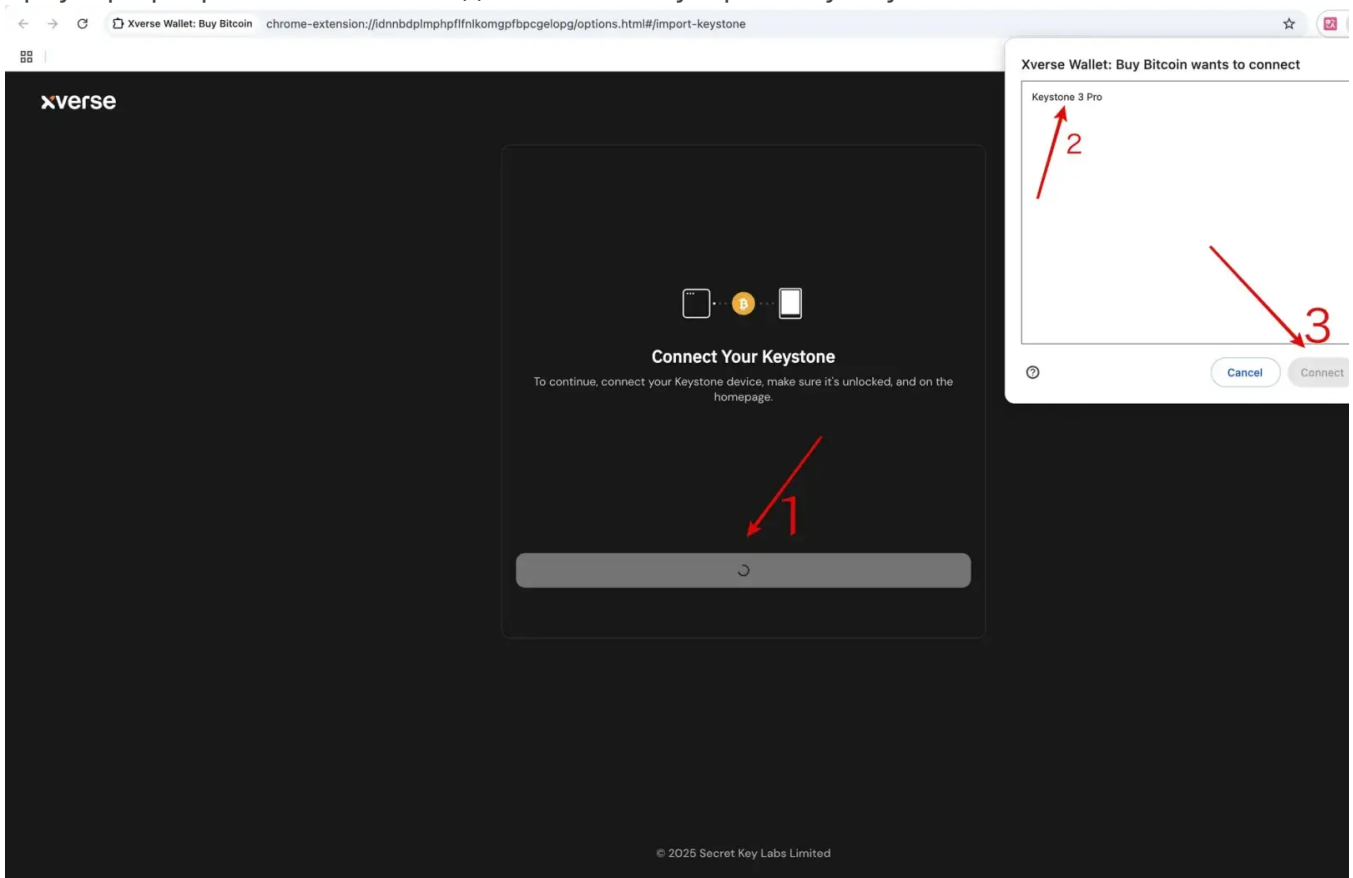 Xverse Wallet: Buy Bitcoin chrome-extension://idnnbdplmphpflfnlkomgpfbpcgelopg/options.html#/import-keystone
xverse
Xverse Wallet: Buy Bitcoin wants to connect
Keystone 3 Pro
2
3
Cancel
Connect
Connect Your Keystone
To continue, connect your Keystone device, make sure it's unlocked, and on the
homepage.
1
© 2025 Secret Key Labs Limited